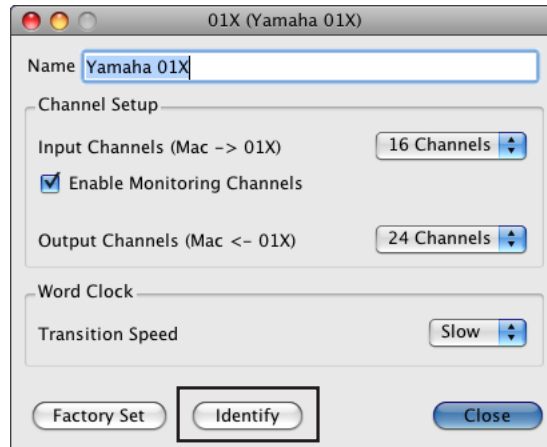 01X (Yamaha 01X)
Name Yamaha 01X
Channel Setup
Input Channels (Mac -> 01X) 16 Channels
Enable Monitoring Channels
Output Channels (Mac <- 01X) 24 Channels
Word Clock
Transition Speed Slow
Factory Set Identify Close